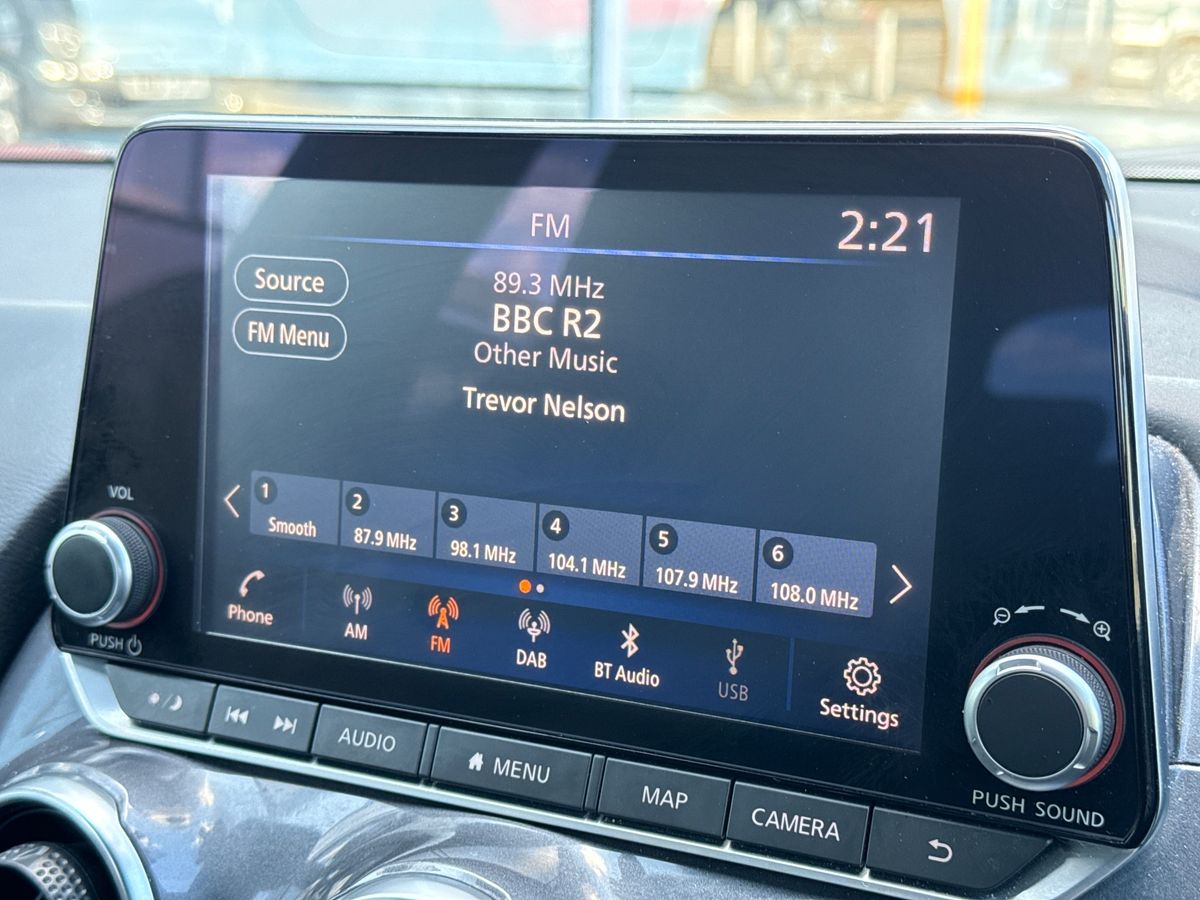 FM
2:21
Source
89.3 MHz
FM Menu
BBC R2
Other Music
Trevor Nelson
1 2 3 4 5 6
Smooth 87.9 MHz 98.1 MHz 104.1 MHz 107.9 MHz 108.0 MHz
VOL
PUSH
Phone AM FM DAB BT Audio USB Settings
AUDIO MENU MAP CAMERA
PUSH SOUND